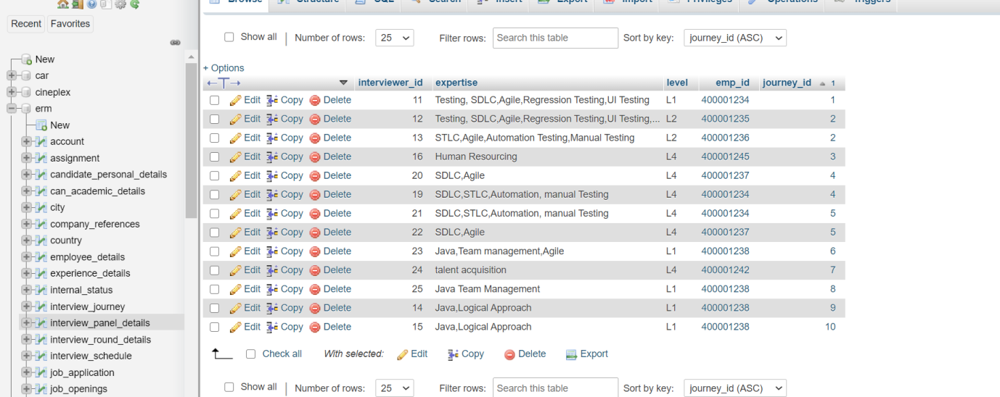 Browse Structure SQL Search Insert Export Import Privileges Operations Triggers
Recent Favorites
New
car
cineplex
erm
New
account
assignment
candidate_personal_details
can_academic_details
city
company_references
country
employee_details
experience_details
internal_status
interview_journey
interview_panel_details
interview_round_details
interview_schedule
job_application
job_openings
Show all Number of rows: 25 Filter rows: Search this table Sort by key: journey_id (ASC)
+ Options
interviewer_id expertise level emp_id journey_id 1
Edit Copy Delete 11 Testing, SDLC,Agile,Regression Testing,UI Testing L1 400001234 1
Edit Copy Delete 12 Testing, SDLC,Agile,Regression Testing,UI Testing,... L2 400001235 2
Edit Copy Delete 13 STLC,Agile,Automation Testing,Manual Testing L2 400001236 2
Edit Copy Delete 16 Human Resourcing L4 400001245 3
Edit Copy Delete 20 SDLC,Agile L4 400001237 4
Edit Copy Delete 19 SDLC,STLC,Automation, manual Testing L4 400001234 4
Edit Copy Delete 21 SDLC,STLC,Automation, manual Testing L4 400001234 5
Edit Copy Delete 22 SDLC,Agile L4 400001237 5
Edit Copy Delete 23 Java,Team management,Agile L1 400001238 6
Edit Copy Delete 24 talent acquisition L4 400001242 7
Edit Copy Delete 25 Java Team Management L1 400001238 8
Edit Copy Delete 14 Java,Logical Approach L1 400001238 9
Edit Copy Delete 15 Java,Logical Approach L1 400001238 10
Check all With selected: Edit Copy Delete Export
Show all Number of rows: 25 Filter rows: Search this table Sort by key: journey_id (ASC)